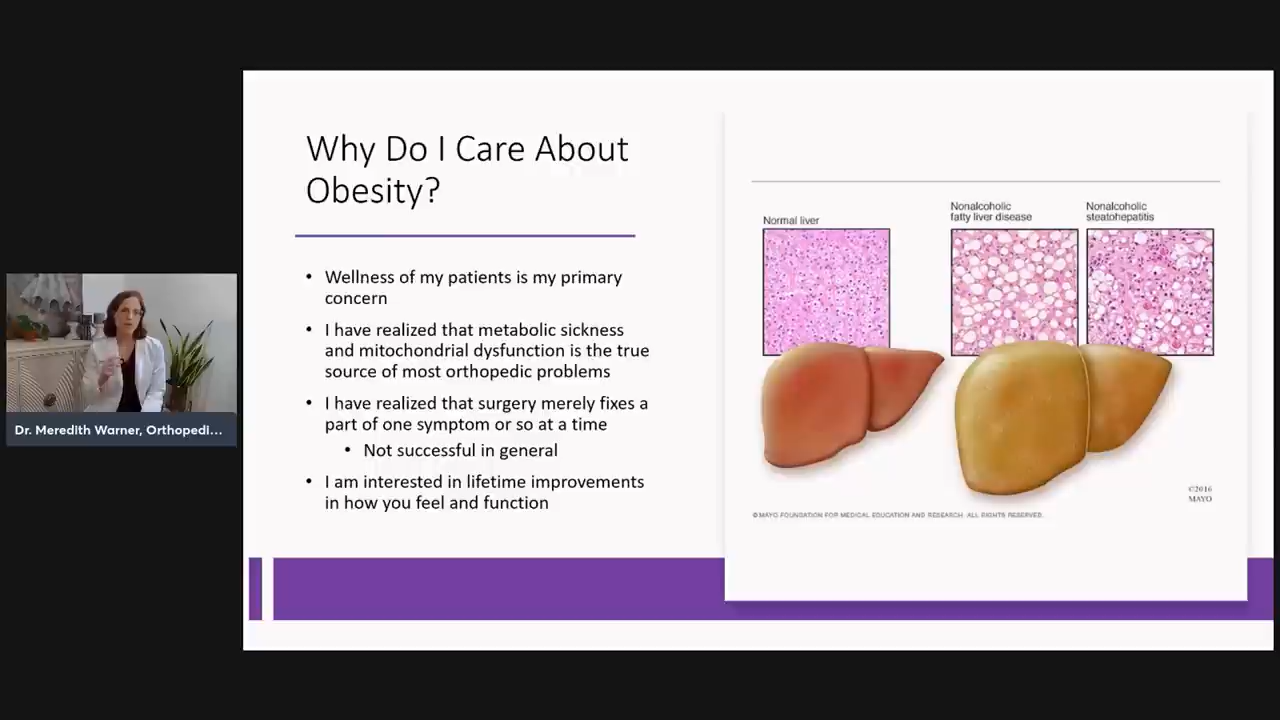 Why Do I Care About
Obesity?
• Wellness of my patients is my primary
concern
• I have realized that metabolic sickness
and mitochondrial dysfunction is the true
source of most orthopedic problems
• I have realized that surgery merely fixes a
part of one symptom or so at a time
• Not successful in general
• I am interested in lifetime improvements
in how you feel and function
Normal liver
Nonalcoholic
fatty liver disease
Nonalcoholic
steatohepatitis
©2016
MAYO
© MAYO FOUNDATION FOR MEDICAL EDUCATION AND RESEARCH. ALL RIGHTS RESERVED.
Dr. Meredith Warner, Orthopedi...